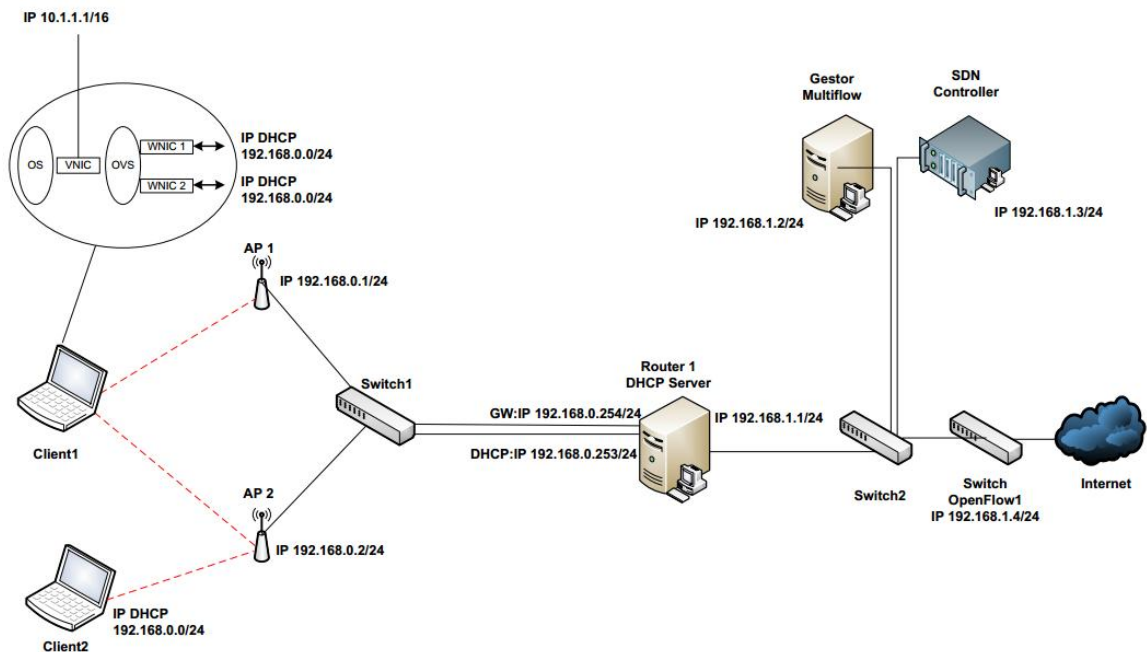 IP 10.1.1.1/16
OS
VNIC
OVS
WNIC 1
IP DHCP
192.168.0.0/24
WNIC 2
IP DHCP
192.168.0.0/24
Client1
AP 1
IP 192.168.0.1/24
AP 2
IP 192.168.0.2/24
IP DHCP
192.168.0.0/24
Client2
Switch1
GW:IP 192.168.0.254/24
DHCP:IP 192.168.0.253/24
Router 1
DHCP Server
IP 192.168.1.1/24
Gestor
Multiflow
IP 192.168.1.2/24
SDN
Controller
IP 192.168.1.3/24
Switch2
Switch
OpenFlow1
IP 192.168.1.4/24
Internet